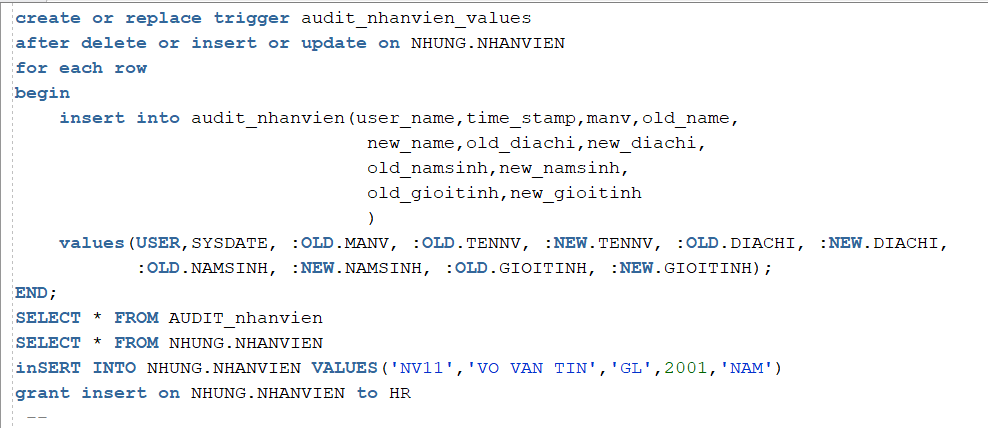 create or replace trigger audit_nhanvien_values
after delete or insert or update on NHUNG.NHANVIEN
for each row
begin
insert into audit_nhanvien(user_name,time_stamp,manv,old_name,
new_name,old_diachi,new_diachi,
old_namsinh,new_namsinh,
old_gioitinh,new_gioitinh
)
values(USER,SYSDATE, :OLD.MANV, :OLD.TENNV, :NEW.TENNV, :OLD.DIACHI, :NEW.DIACHI,
:OLD.NAMSINH, :NEW.NAMSINH, :OLD.GIOITINH, :NEW.GIOITINH);
END;
SELECT * FROM AUDIT_nhanvien
SELECT * FROM NHUNG.NHANVIEN
inSERT INTO NHUNG.NHANVIEN VALUES('NV11','VO VAN TIN','GL',2001,'NAM')
grant insert on NHUNG.NHANVIEN to HR
--